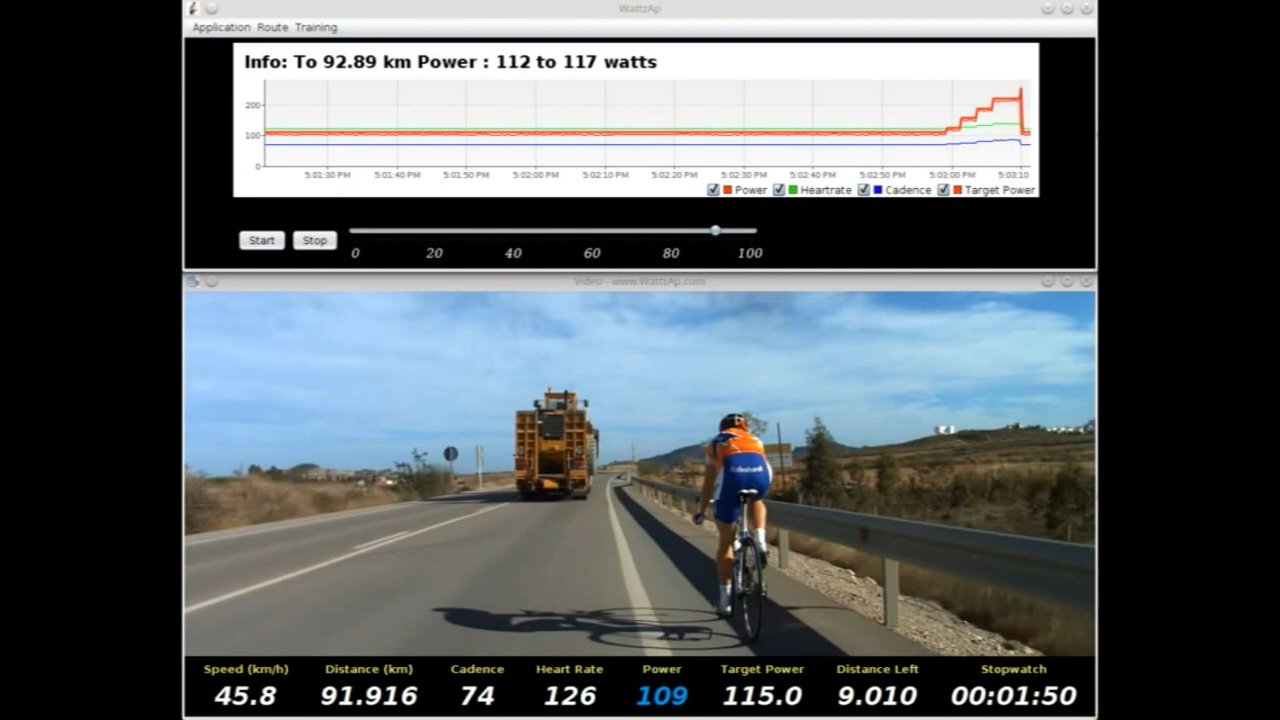 WattzAp
Application Route Training
Info: To 92.89 km Power : 112 to 117 watts
200
100
0
5:01:30 PM 5:01:40 PM 5:01:50 PM 5:02:00 PM 5:02:10 PM 5:02:20 PM 5:02:30 PM 5:02:40 PM 5:02:50 PM 5:03:00 PM 5:03:10
Power Heartrate Cadence Target Power
Start Stop
0 20 40 60 80 100
Video - www.WattzAp.com
Rabobank
Speed (km/h) Distance (km) Cadence Heart Rate Power Target Power Distance Left Stopwatch
45.8 91.916 74 126 109 115.0 9.010 00:01:50